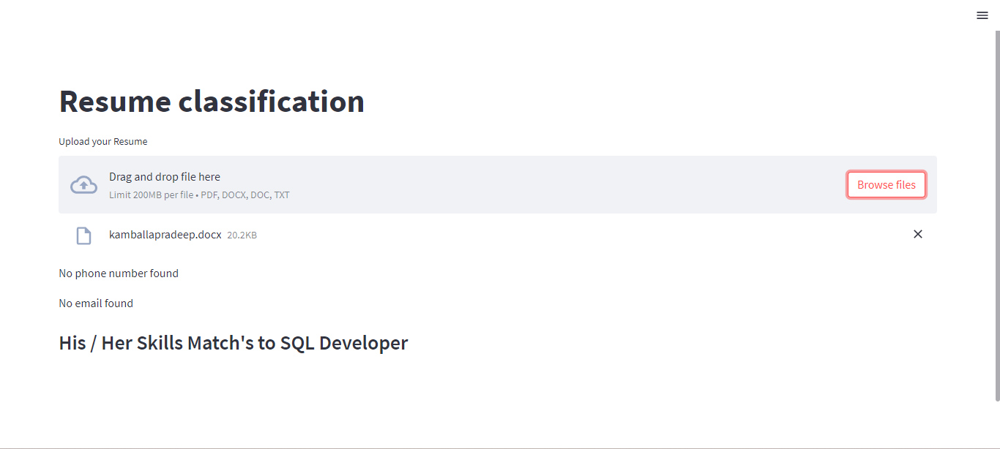 Resume classification
Upload your Resume
Drag and drop file here
Limit 200MB per file • PDF, DOCX, DOC, TXT
Browse files
kamballapradeep.docx 20.2KB
No phone number found
No email found
His / Her Skills Match's to SQL Developer